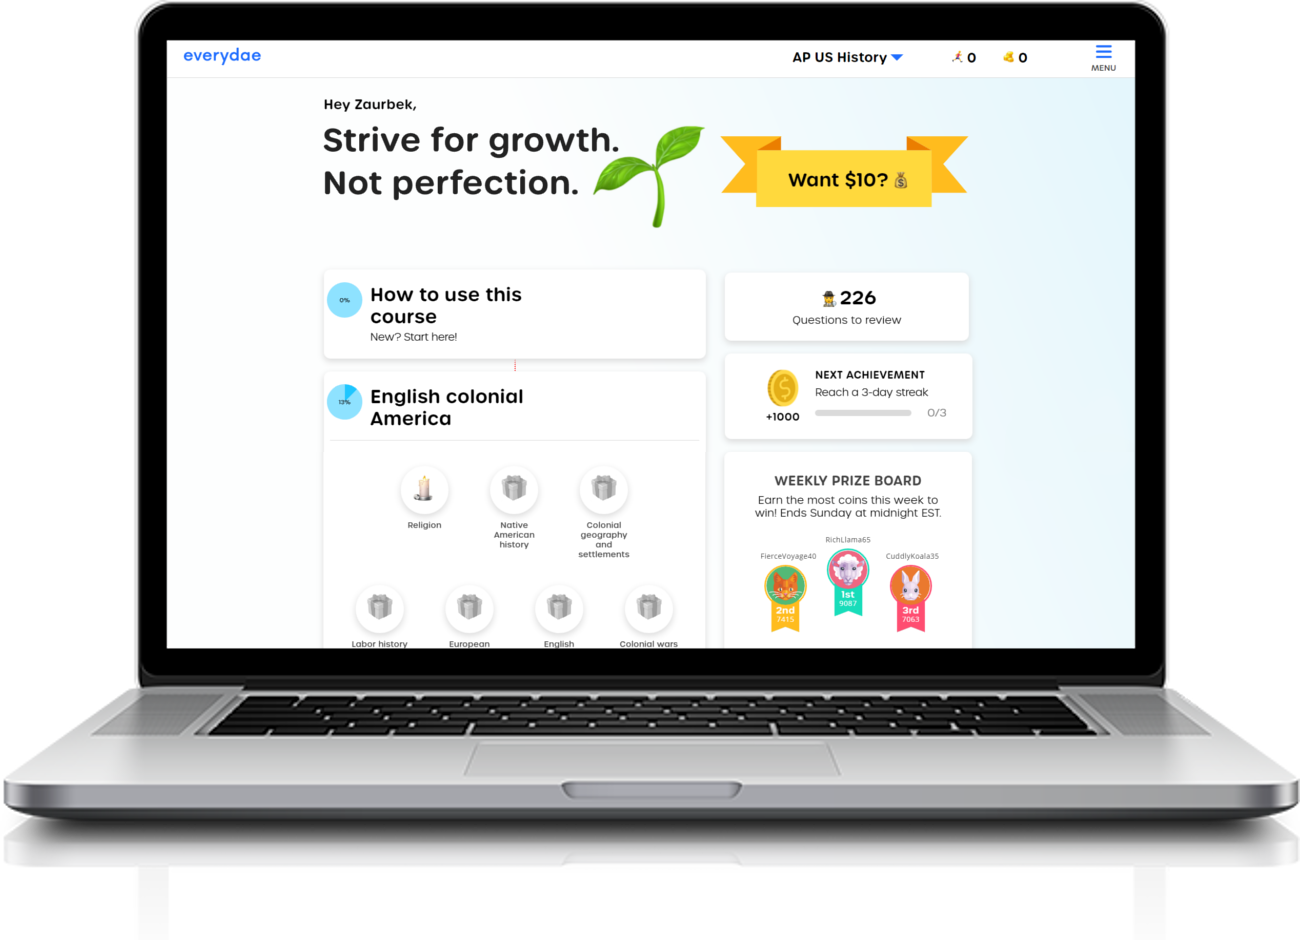 everydae
AP US History
0
0
MENU
Hey Zaurbek,
Strive for growth.
Not perfection.
Want $10?
0%
How to use this
course
New? Start here!
226
Questions to review
NEXT ACHIEVEMENT
Reach a 3-day streak
+1000
0/3
13%
English colonial
America
Religion
Native
American
history
Colonial
geography
and
settlements
Labor history
European
English
Colonial wars
WEEKLY PRIZE BOARD
Earn the most coins this week to
win! Ends Sunday at midnight EST.
RichLlama65
FierceVoyage40
CuddlyKoala35
1st
9087
2nd
7415
3rd
7063